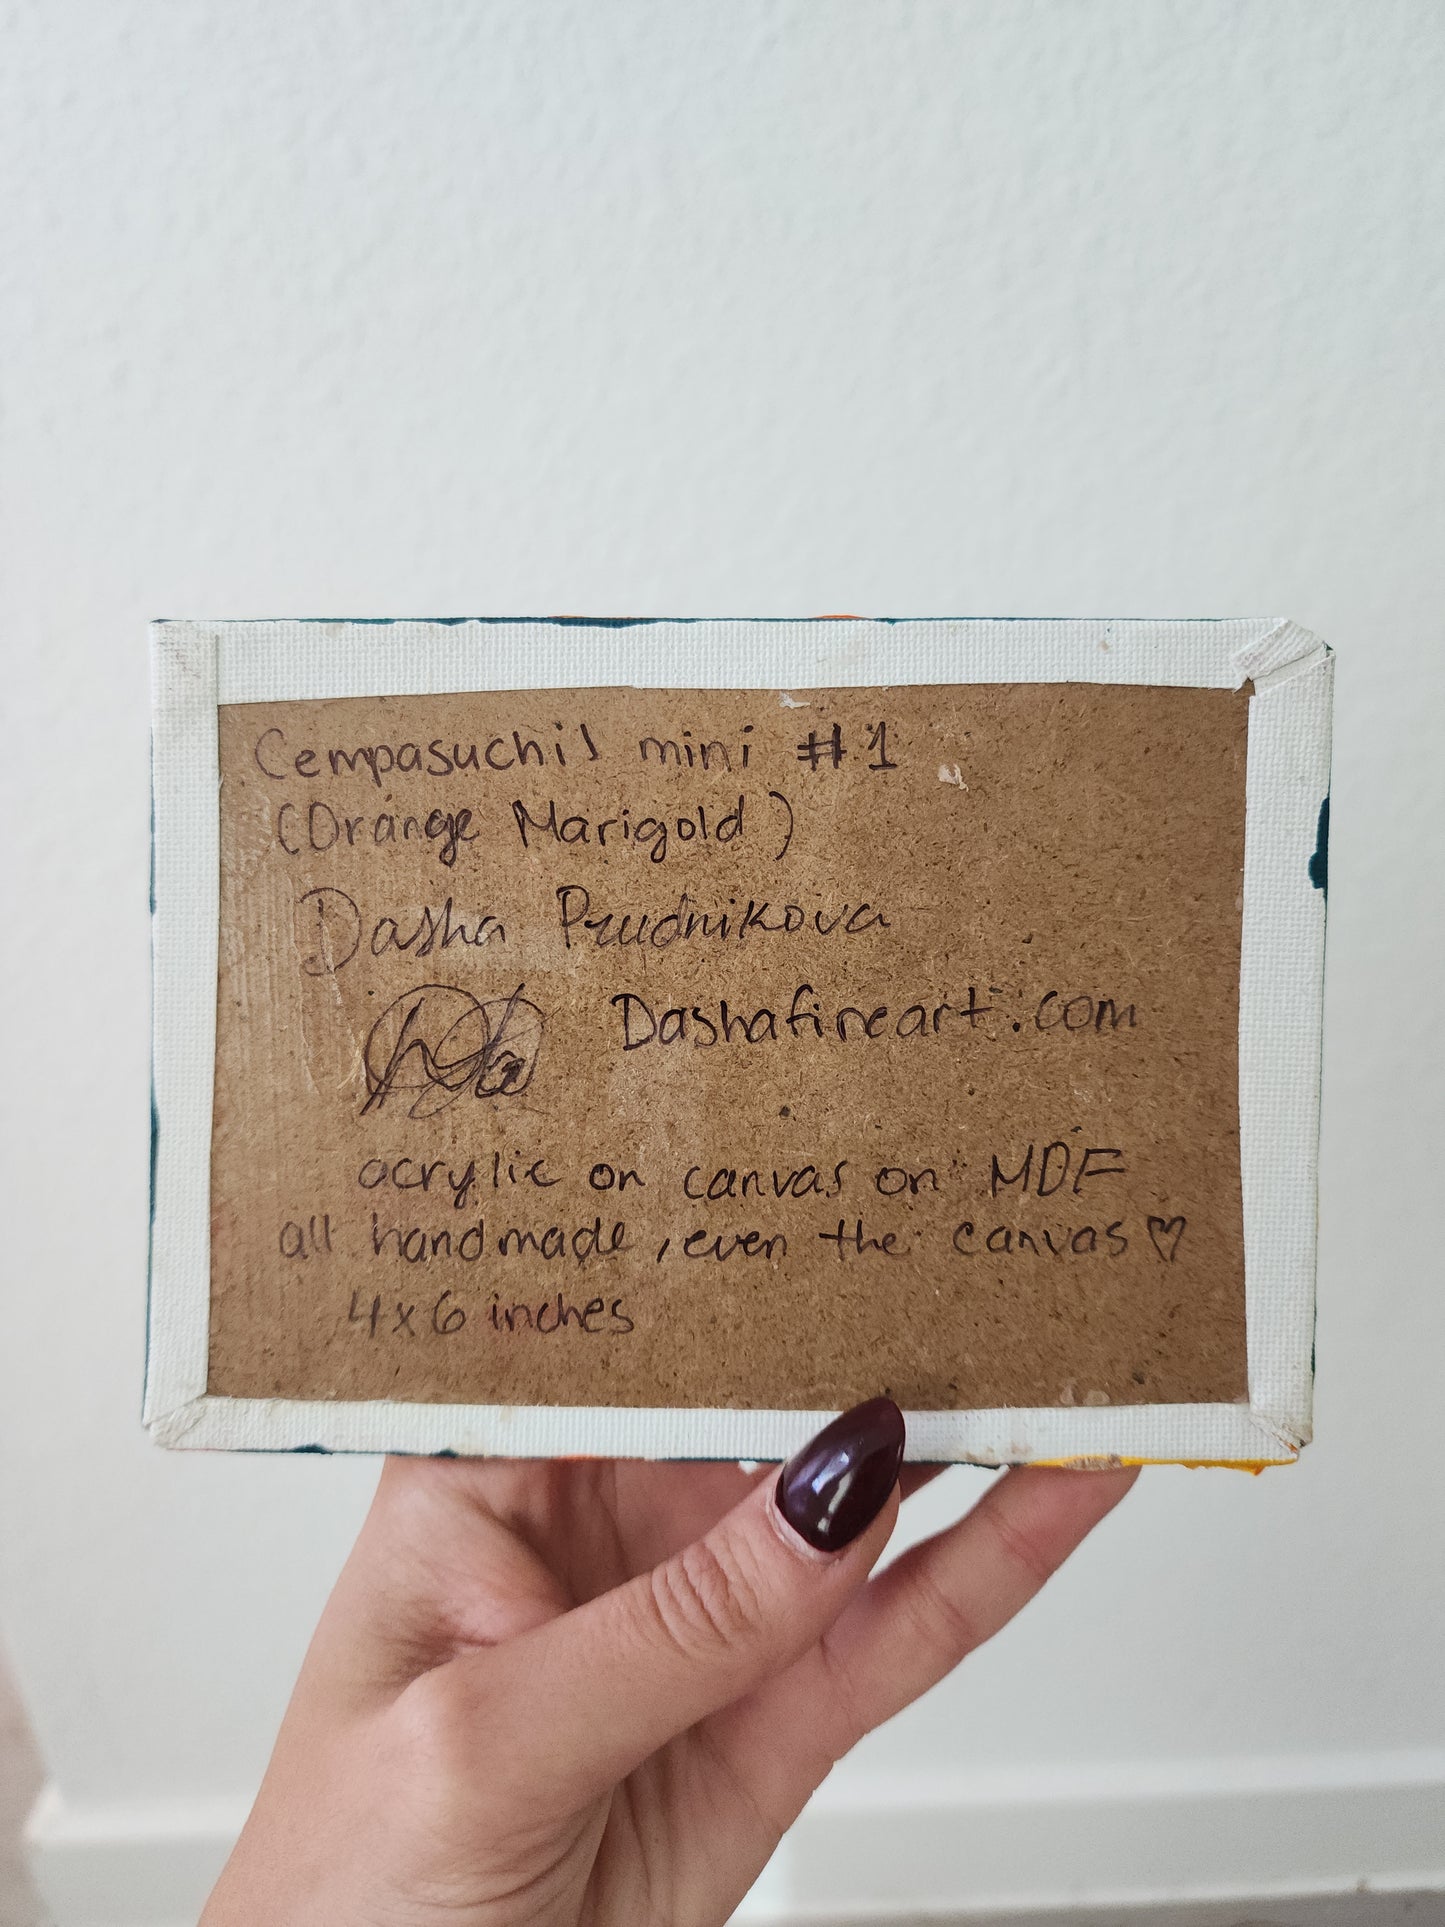 Cempasuchil mini #1
(Orange Marigold)
Dasha Prudnikova
Dashafineart.com
acrylic on canvas on MDF
all handmade, even the canvas ♡
4x6 inches